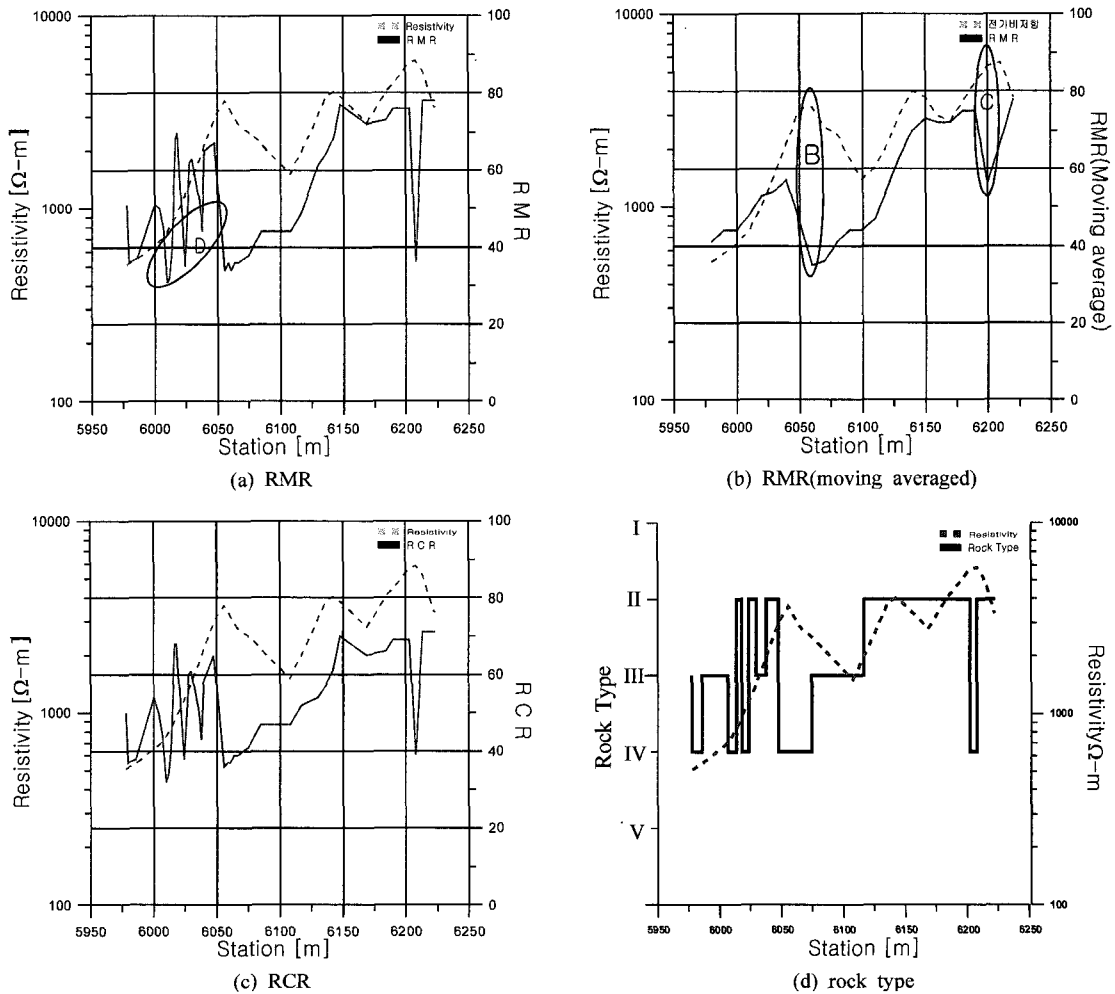 10000
1000
100
Resistivity [Ω-m]
100
80
60
40
20
0
RMR
Resistivity
RMR
D
5950 6000 6050 6100 6150 6200 6250
Station [m]
(a) RMR
10000
1000
100
Resistivity [Ω-m]
100
80
60
40
20
0
RMR(Moving average)
전기비저항
RMR
B
C
5950 6000 6050 6100 6150 6200 6250
Station [m]
(b) RMR(moving averaged)
10000
1000
100
Resistivity [Ω-m]
100
80
60
40
20
0
RCR
Resistivity
RCR
5950 6000 6050 6100 6150 6200 6250
Station [m]
(c) RCR
I
II
III
IV
V
Rock Type
10000
1000
100
ResistivityΩ-m
Resistivity
Rock Type
5950 6000 6050 6100 6150 6200 6250
Station [m]
(d) rock type